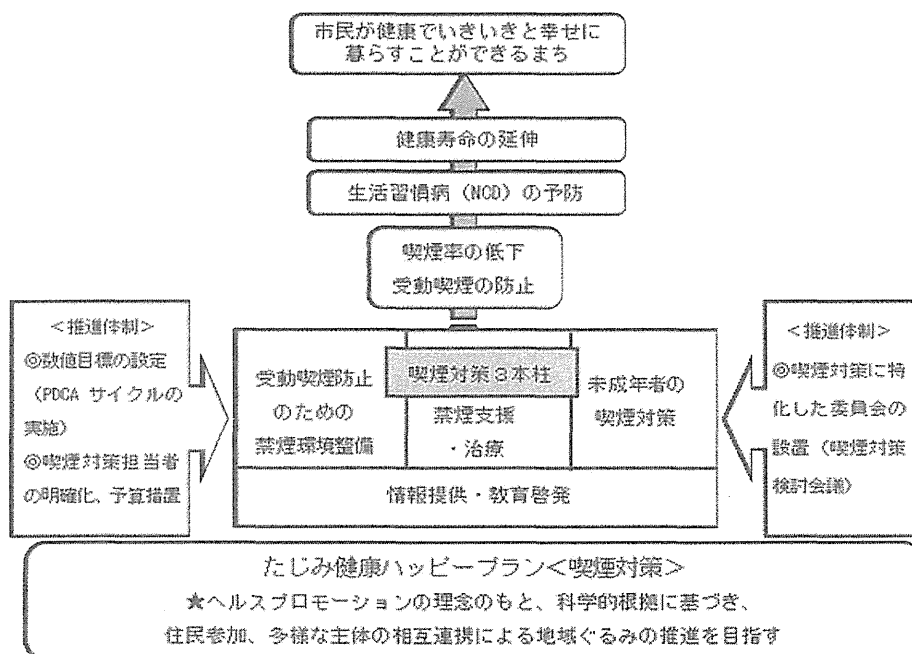 市民が健康でいきいきと幸せに
暮らすことができるまち
健康寿命の延伸
生活習慣病（NCD）の予防
喫煙率の低下
受動喫煙の防止
＜推進体制＞
◎数値目標の設定
（PDCA サイクルの
実施）
◎喫煙対策担当者
の明確化、予算措置
喫煙対策３本柱
受動喫煙防止
のための
禁煙環境整備
禁煙支援
・治療
未成年者の
喫煙対策
情報提供・教育啓発
＜推進体制＞
◎喫煙対策に特
化した委員会の
設置（喫煙対策
検討会議）
たじみ健康ハッピープラン＜喫煙対策＞
★ヘルスプロモーションの理念のもと、科学的根拠に基づき、
住民参加、多様な主体の相互連携による地域ぐるみの推進を目指す